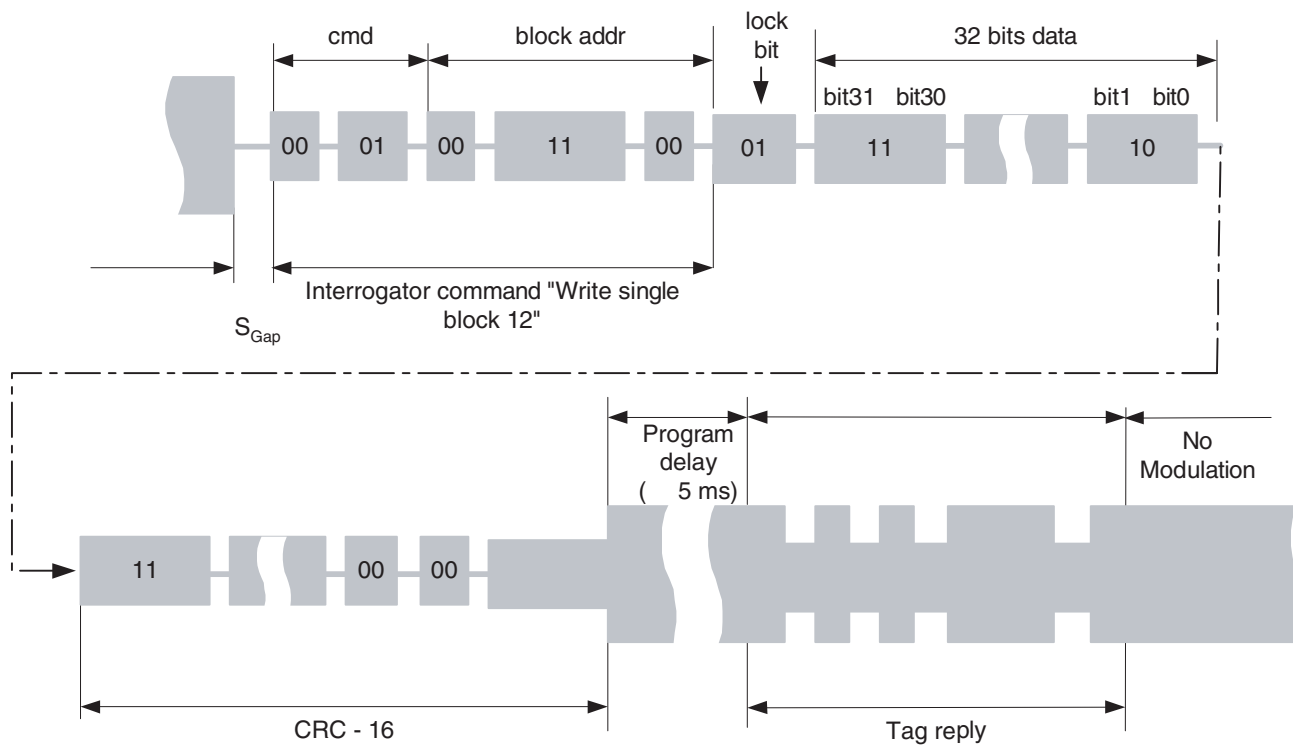 cmd
block addr
lock
bit
32 bits data
bit31 bit30
bit1 bit0
00 01 00 11 00 01 11 10
Interrogator command "Write single
block 12"
SGap
Program
delay
( 5 ms)
No
Modulation
11 00 00
CRC - 16
Tag reply